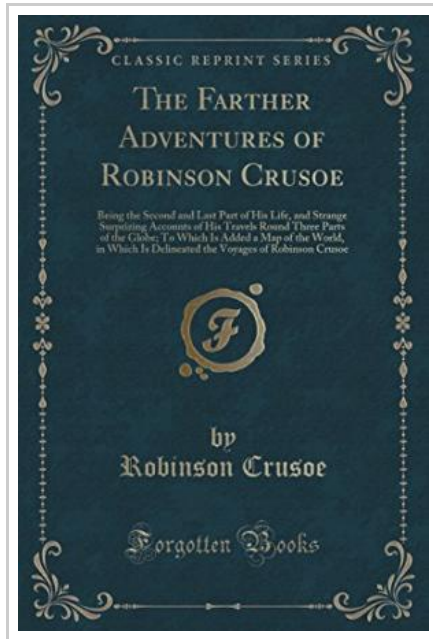 CLASSIC REPRINT SERIES
THE FARTHER
ADVENTURES OF
ROBINSON CRUSOE
Being the Second and Last Part of His Life, and Strange
Surprizing Accounts of His Travels Round Three Parts
of the Globe; To Which Is Added a Map of the World,
in Which Is Delineated the Voyages of Robinson Crusoe
F
by
Robinson Crusoe
Forgotten Books